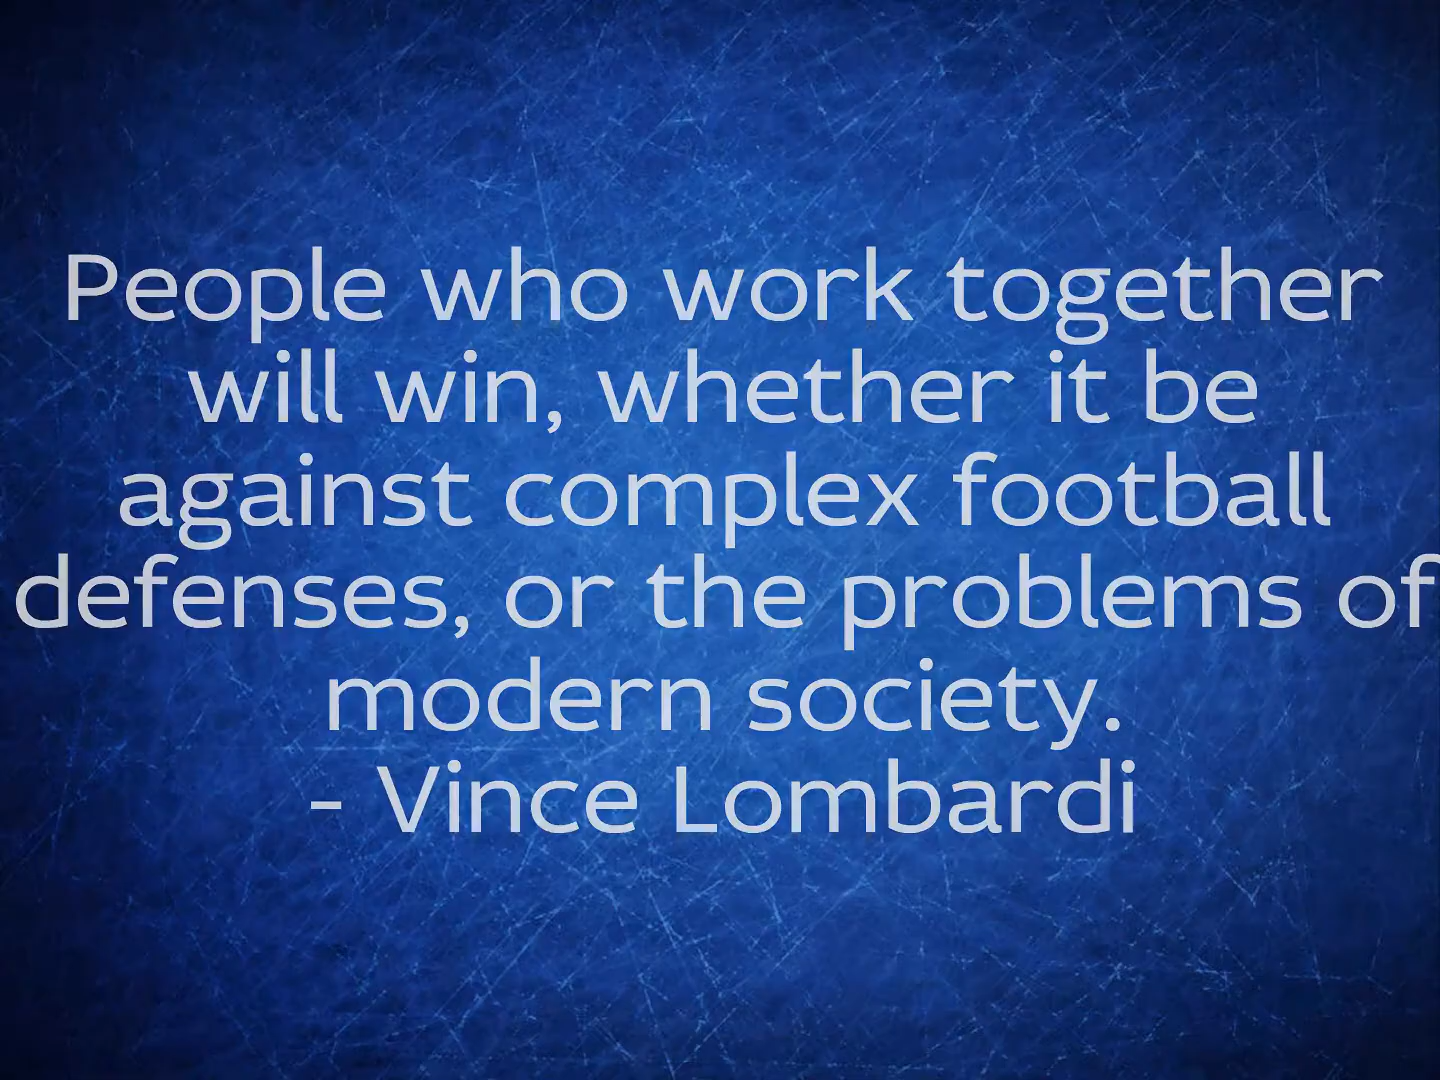 People who work together
will win, whether it be
against complex football
defenses, or the problems of
modern society.
- Vince Lombardi